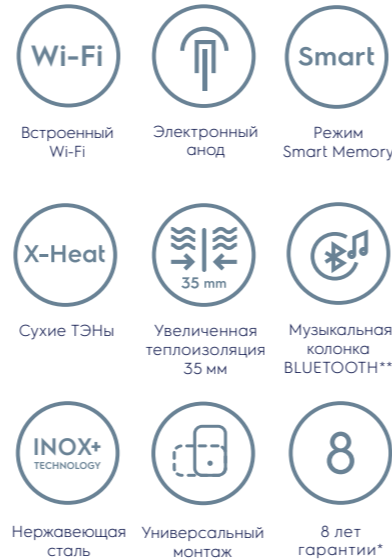 Wi-Fi
Встроенный
Wi-Fi
Электронный
анод
Smart
Режим
Smart Memory
X-Heat
Сухие ТЭНы
35 mm
Увеличенная
теплоизоляция
35 мм
Музыкальная
колонка
BLUETOOTH**
INOX+
TECHNOLOGY
Нержавеющая
сталь
Универсальный
монтаж
8
8 лет
гарантии*